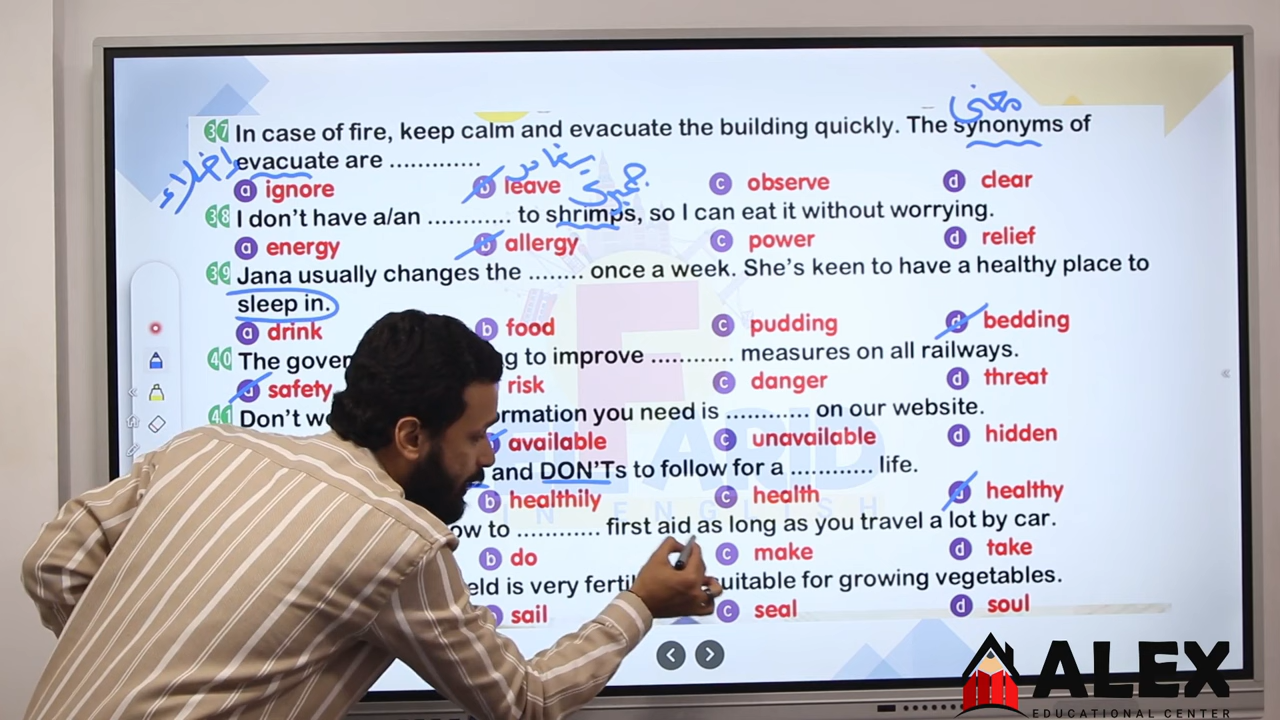 معنى
37 In case of fire, keep calm and evacuate the building quickly. The synonyms of
evacuate are .............
اخلاء
a ignore b leave c observe d clear
38 I don't have a/an ............ to shrimps, so I can eat it without worrying.
جمبري
a energy b allergy c power d relief
39 Jana usually changes the ........ once a week. She's keen to have a healthy place to
sleep in.
a drink b food c pudding d bedding
40 The gover g to improve ............ measures on all railways.
a safety risk c danger d threat
41 Don't wo ormation you need is ............ on our website.
available c unavailable d hidden
and DON'Ts to follow for a ............ life.
b healthily c health d healthy
ow to ............ first aid as long as you travel a lot by car.
b do c make d take
eld is very ferti uitable for growing vegetables.
sail c seal d soul
FARID
IN ENGLISH
ALEX
EDUCATIONAL CENTER